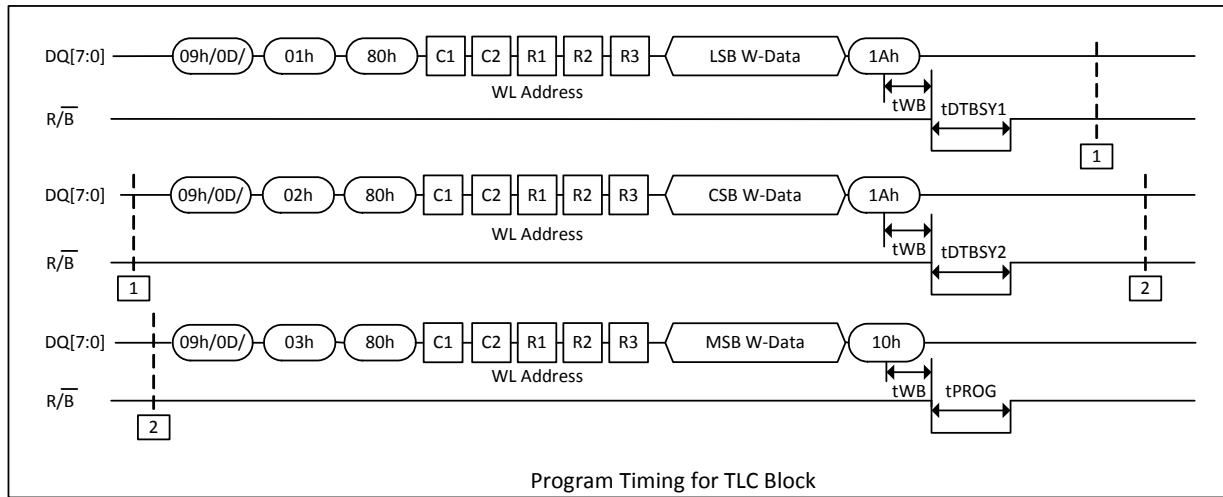 DQ[7:0] 09h/0D/ 01h 80h C1 C2 R1 R2 R3 LSB W-Data 1Ah
WL Address
tWB tDTBSY1
R/B
1
DQ[7:0] 09h/0D/ 02h 80h C1 C2 R1 R2 R3 CSB W-Data 1Ah
WL Address
tWB tDTBSY2
R/B
1 2
DQ[7:0] 09h/0D/ 03h 80h C1 C2 R1 R2 R3 MSB W-Data 10h
WL Address
tWB tPROG
R/B
2
Program Timing for TLC Block